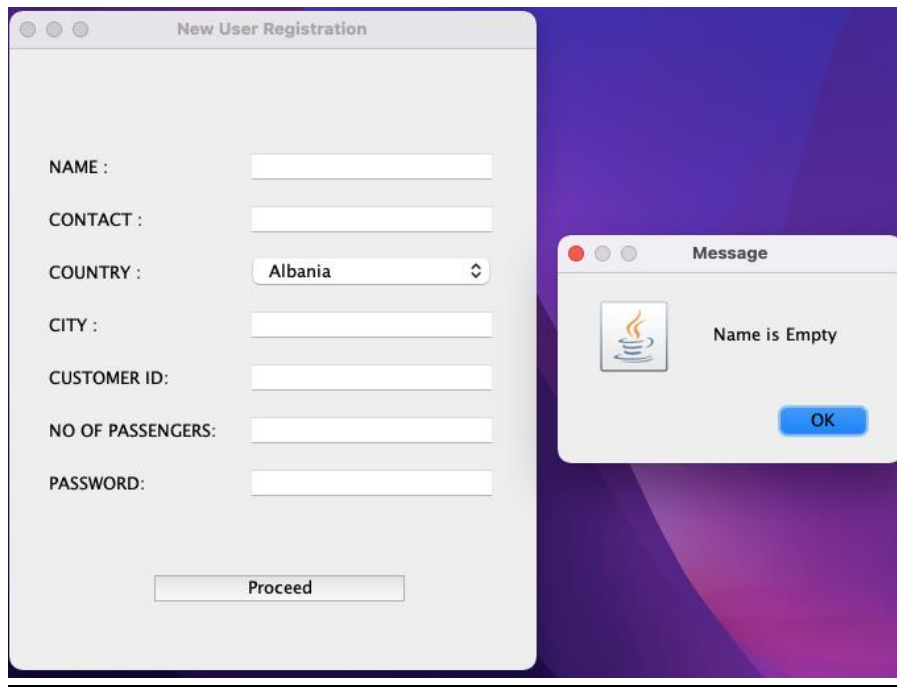 New User Registration
NAME :
CONTACT :
COUNTRY :
Albania
CITY :
CUSTOMER ID:
NO OF PASSENGERS:
PASSWORD:
Proceed
Message
Name is Empty
OK